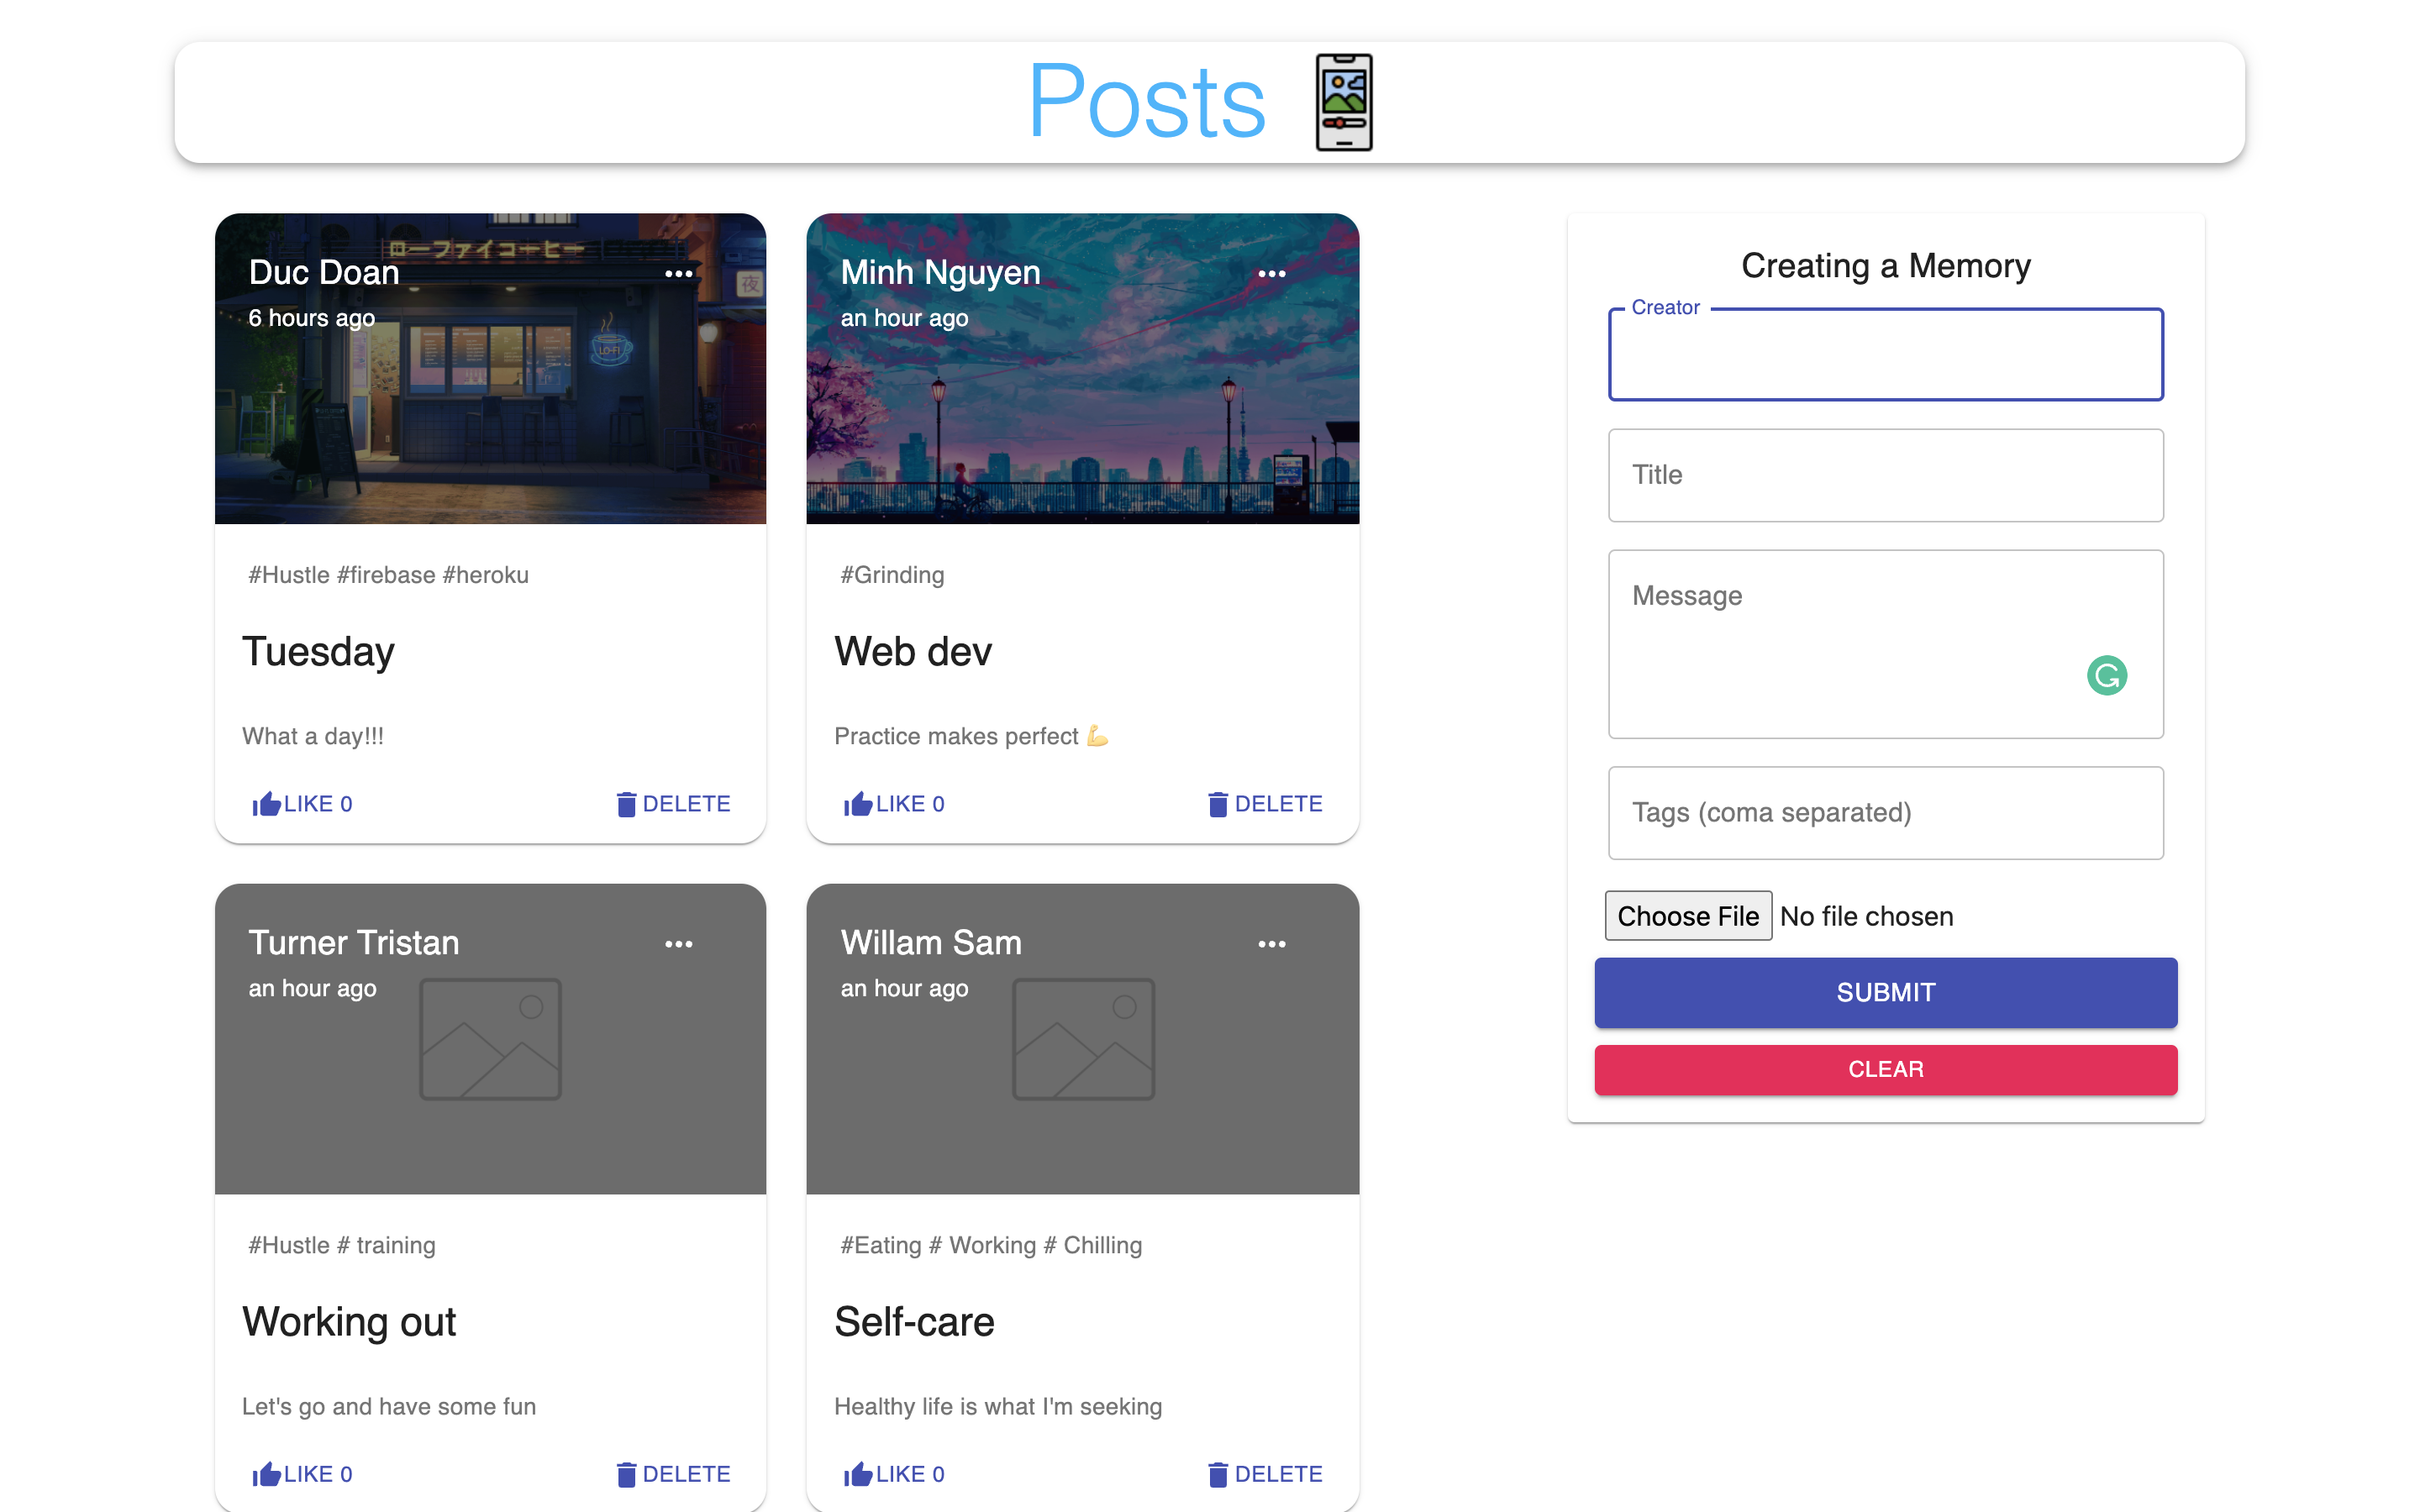 Posts
Duc Doan
6 hours ago
ローファイコーヒー
夜
LO-FI
#Hustle #firebase #heroku
Tuesday
What a day!!!
LIKE 0
DELETE
Minh Nguyen
an hour ago
#Grinding
Web dev
Practice makes perfect 💪
LIKE 0
DELETE
Turner Tristan
an hour ago
#Hustle # training
Working out
Let's go and have some fun
LIKE 0
DELETE
Willam Sam
an hour ago
#Eating # Working # Chilling
Self-care
Healthy life is what I'm seeking
LIKE 0
DELETE
Creating a Memory
Creator
Title
Message
Tags (coma separated)
Choose File No file chosen
SUBMIT
CLEAR